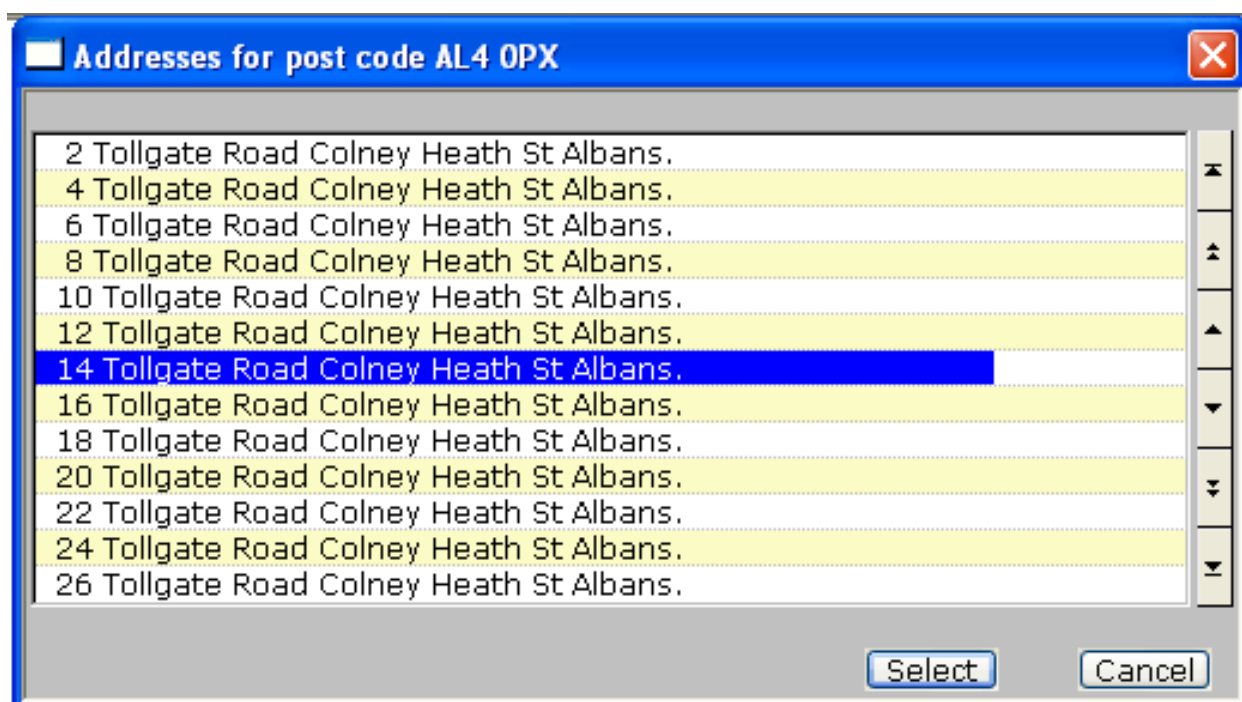 Addresses for post code AL4 0PX
2 Tollgate Road Colney Heath St Albans.
4 Tollgate Road Colney Heath St Albans.
6 Tollgate Road Colney Heath St Albans.
8 Tollgate Road Colney Heath St Albans.
10 Tollgate Road Colney Heath St Albans.
12 Tollgate Road Colney Heath St Albans.
14 Tollgate Road Colney Heath St Albans.
16 Tollgate Road Colney Heath St Albans.
18 Tollgate Road Colney Heath St Albans.
20 Tollgate Road Colney Heath St Albans.
22 Tollgate Road Colney Heath St Albans.
24 Tollgate Road Colney Heath St Albans.
26 Tollgate Road Colney Heath St Albans.
Select Cancel